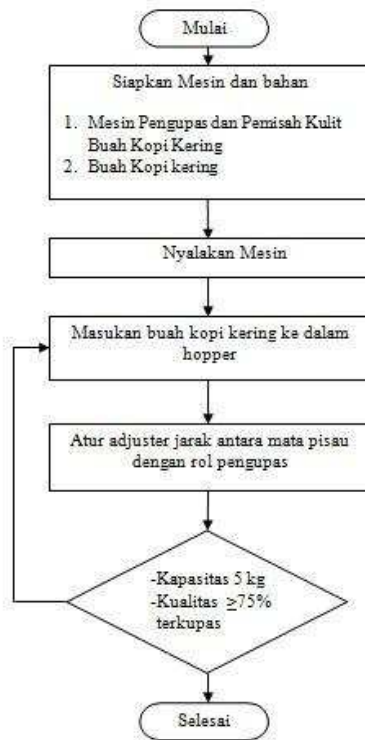 Mulai
Siapkan Mesin dan bahan
1. Mesin Pengupas dan Pemisah Kulit
Buah Kopi Kering
2. Buah Kopi kering
Nyalakan Mesin
Masukan buah kopi kering ke dalam
hopper
Atur adjuster jarak antara mata pisau
dengan rol pengupas
-Kapasitas 5 kg
-Kualitas ≥75%
terkupas
Selesai